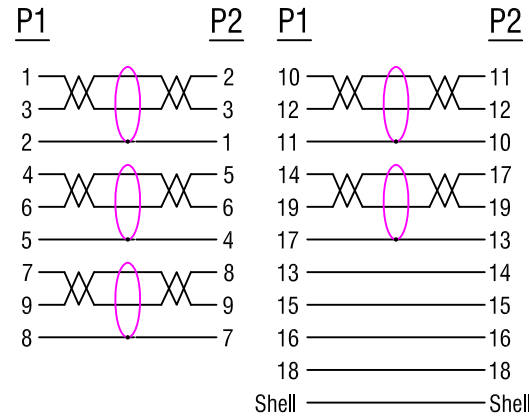 P1 P2 P1 P2
1 2 10 11
3 3 12 12
2 1 11 10
4 5 14 17
6 6 19 19
5 4 17 13
7 8 13 14
9 9 15 15
8 7 16 16
18 18
Shell Shell